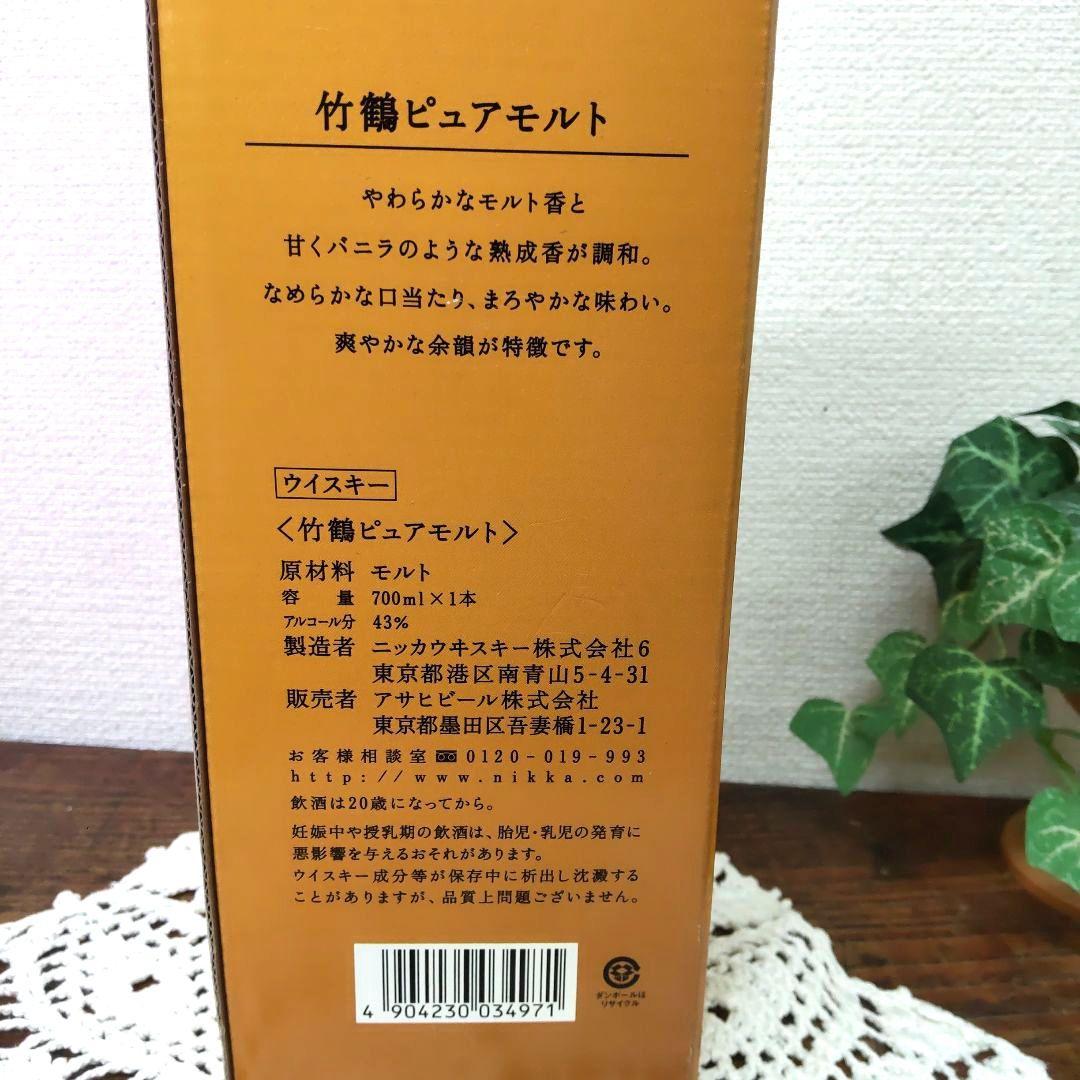 竹鶴ピュアモルト
やわらかなモルト香と
甘くバニラのような熟成香が調和。
なめらかな口当たり、まろやかな味わい。
爽やかな余韻が特徴です。
ウイスキー
〈竹鶴ピュアモルト〉
原材料 モルト
容量 700ml×1本
アルコール分 43%
製造者 ニッカウヰスキー株式会社6
東京都港区南青山5-4-31
販売者 アサヒビール株式会社
東京都墨田区吾妻橋1-23-1
お客様相談室 0120-019-993
http://www.nikka.com
飲酒は20歳になってから。
妊娠中や授乳期の飲酒は、胎児・乳児の発育に
悪影響を与えるおそれがあります。
ウイスキー成分等が保存中に析出し沈澱する
ことがありますが、品質上問題ございません。
4 904230 034971
ダンボールは
リサイクル